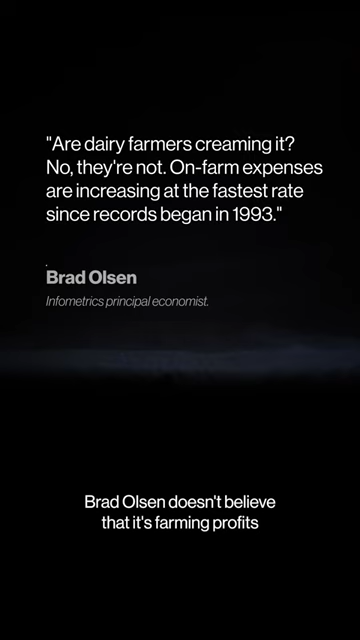 "Are dairy farmers creaming it?
No, they're not. On-farm expenses
are increasing at the fastest rate
since records began in 1993."
Brad Olsen
Infometrics principal economist.
Brad Olsen doesn't believe
that it's farming profits